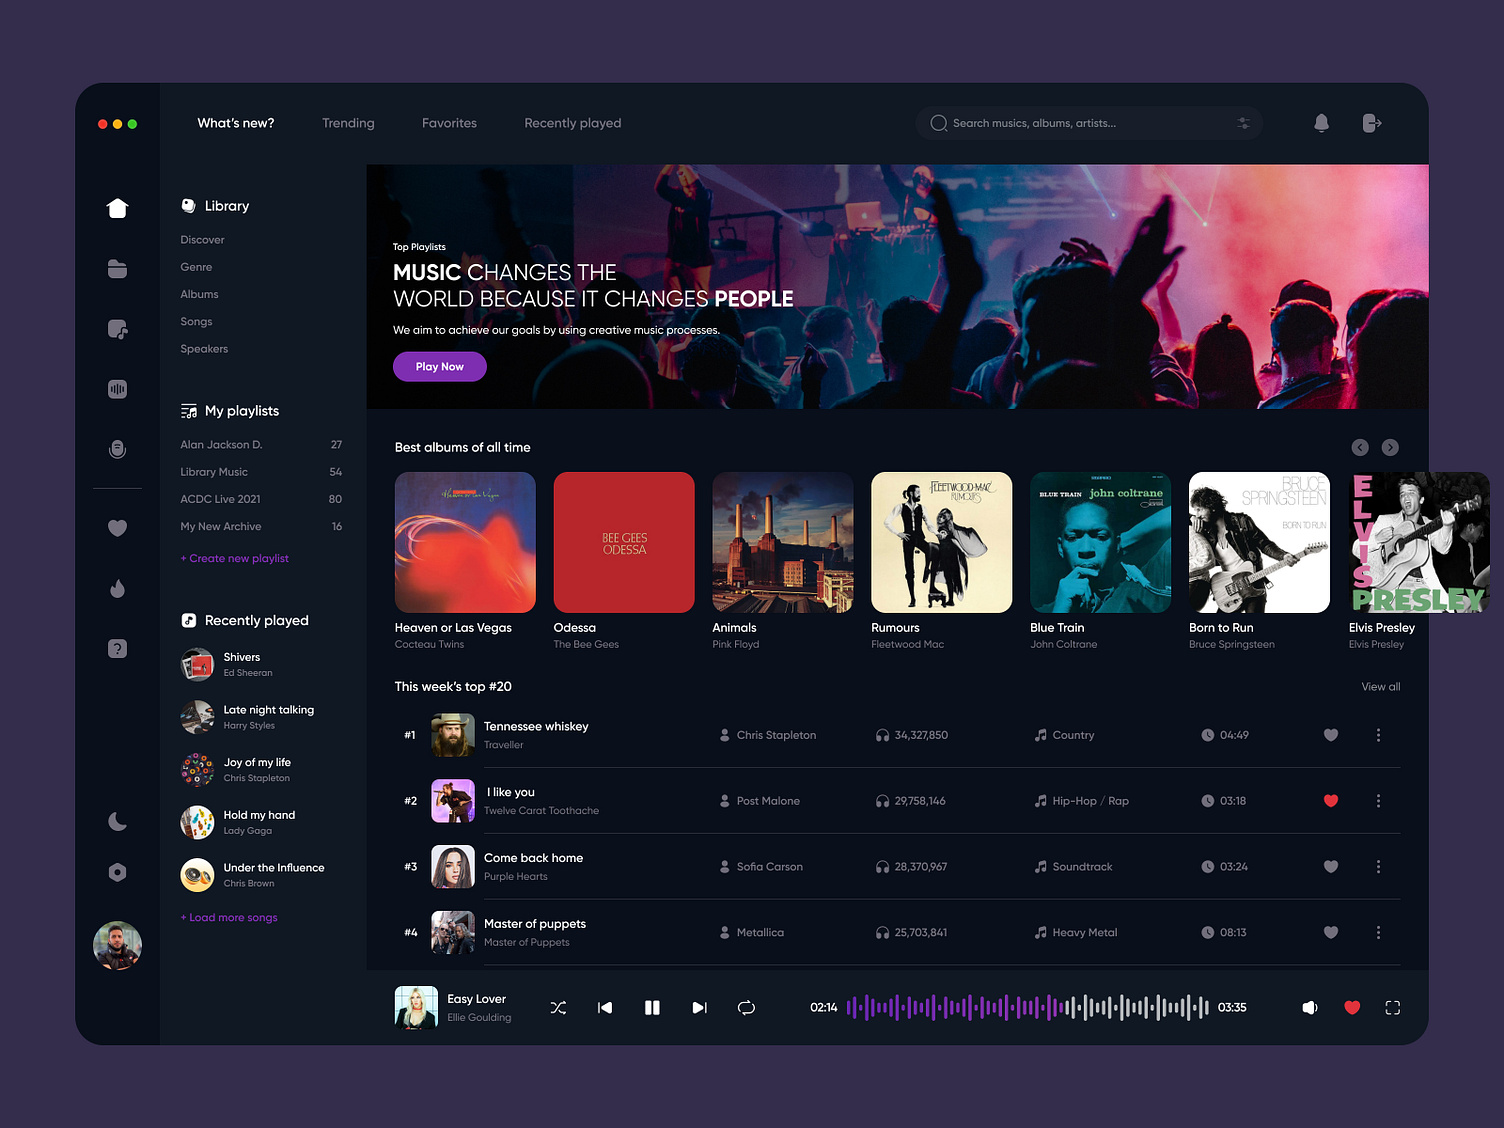 What's new?
Trending
Favorites
Recently played
Search musics, albums, artists...
Library
Discover
Genre
Albums
Songs
Speakers
My playlists
Alan Jackson D. 27
Library Music 54
ACDC Live 2021 80
My New Archive 16
+ Create new playlist
Recently played
Shivers
Ed Sheeran
Late night talking
Harry Styles
Joy of my life
Chris Stapleton
Hold my hand
Lady Gaga
Under the Influence
Chris Brown
+ Load more songs
Top Playlists
MUSIC CHANGES THE
WORLD BECAUSE IT CHANGES PEOPLE
We aim to achieve our goals by using creative music processes.
Play Now
Best albums of all time
Heaven or Las Vegas
BEE GEES
ODESSA
FLEETWOOD MAC
RUMOURS
BLUE TRAIN john coltrane
BRUCE
SPRINGSTEEN
BORN TO RUN
ELVIS
PRESLEY
Heaven or Las Vegas
Cocteau Twins
Odessa
The Bee Gees
Animals
Pink Floyd
Rumours
Fleetwood Mac
Blue Train
John Coltrane
Born to Run
Bruce Springsteen
Elvis Presley
Elvis Presley
This week's top #20
View all
#1
Tennessee whiskey
Traveller
Chris Stapleton
34,327,850
Country
04:49
#2
I like you
Twelve Carat Toothache
Post Malone
29,758,146
Hip-Hop / Rap
03:18
#3
Come back home
Purple Hearts
Sofia Carson
28,370,967
Soundtrack
03:24
#4
Master of puppets
Master of Puppets
Metallica
25,703,841
Heavy Metal
08:13
Easy Lover
Ellie Goulding
02:14
03:35